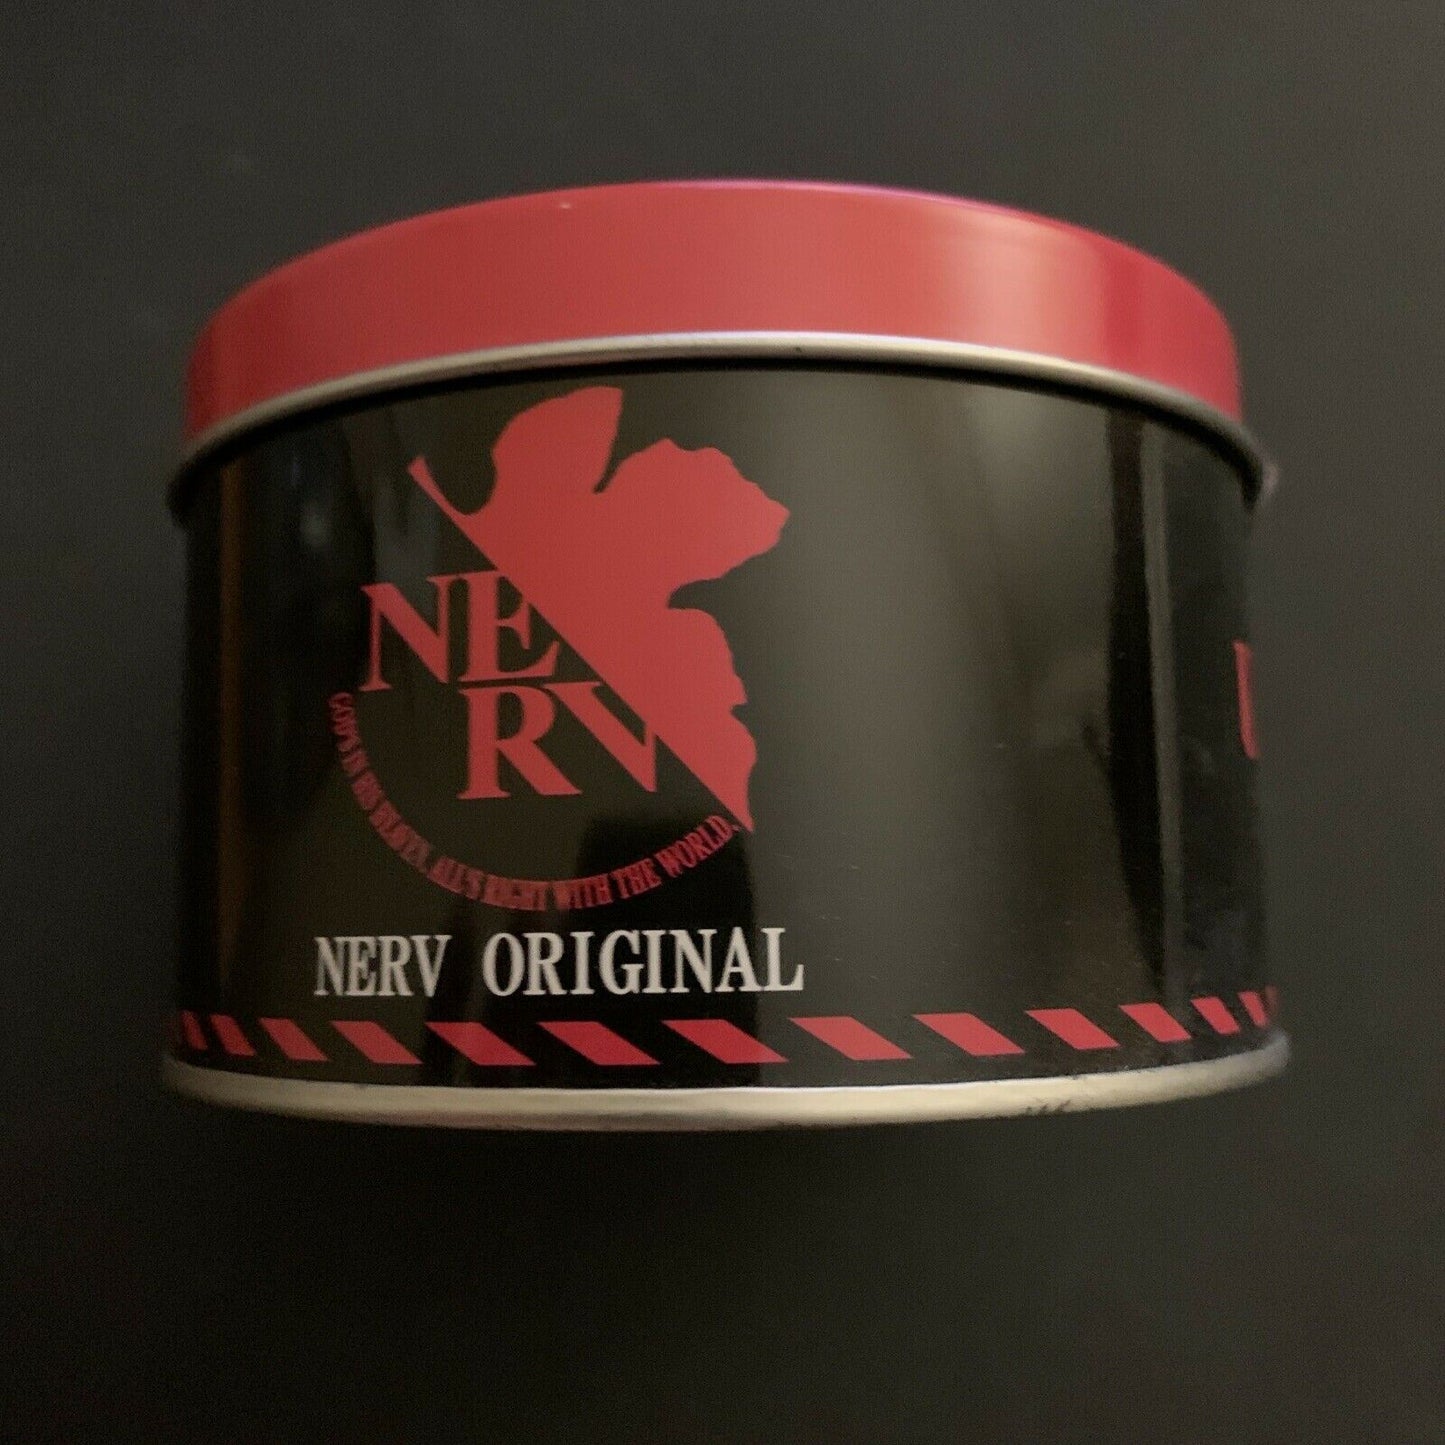 NE
RV
GOD'S IN HIS HEAVEN, ALL'S RIGHT WITH THE WORLD.
NERV ORIGINAL